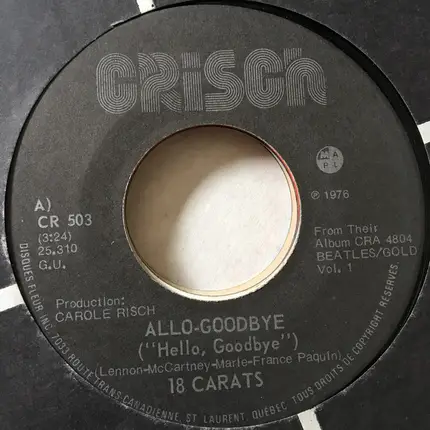 CRISCH
A)
CR 503
(3:24)
25.310
G.U.
Production:
CAROLE RISCH
M A
P L
℗ 1976
From Their
Album CRA 4804
BEATLES/GOLD
Vol. 1
ALLO-GOODBYE
("Hello, Goodbye")
(Lennon-McCartney-Marie-France Paquin)
18 CARATS
DISQUES FLEUR INC. 7033 ROUTE TRANS-CANADIENNE, ST LAURENT, QUÉBEC TOUS DROITS DE COPYRIGHT RESERVES